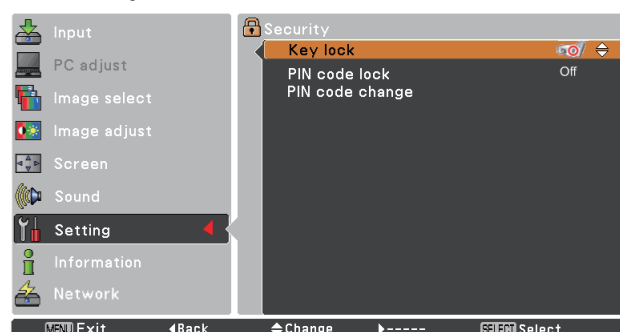 Input
PC adjust
Image select
Image adjust
Screen
Sound
Setting
Information
Network
Security
Key lock
PIN code lock Off
PIN code change
MENU Exit Back Change ----- SELECT Select